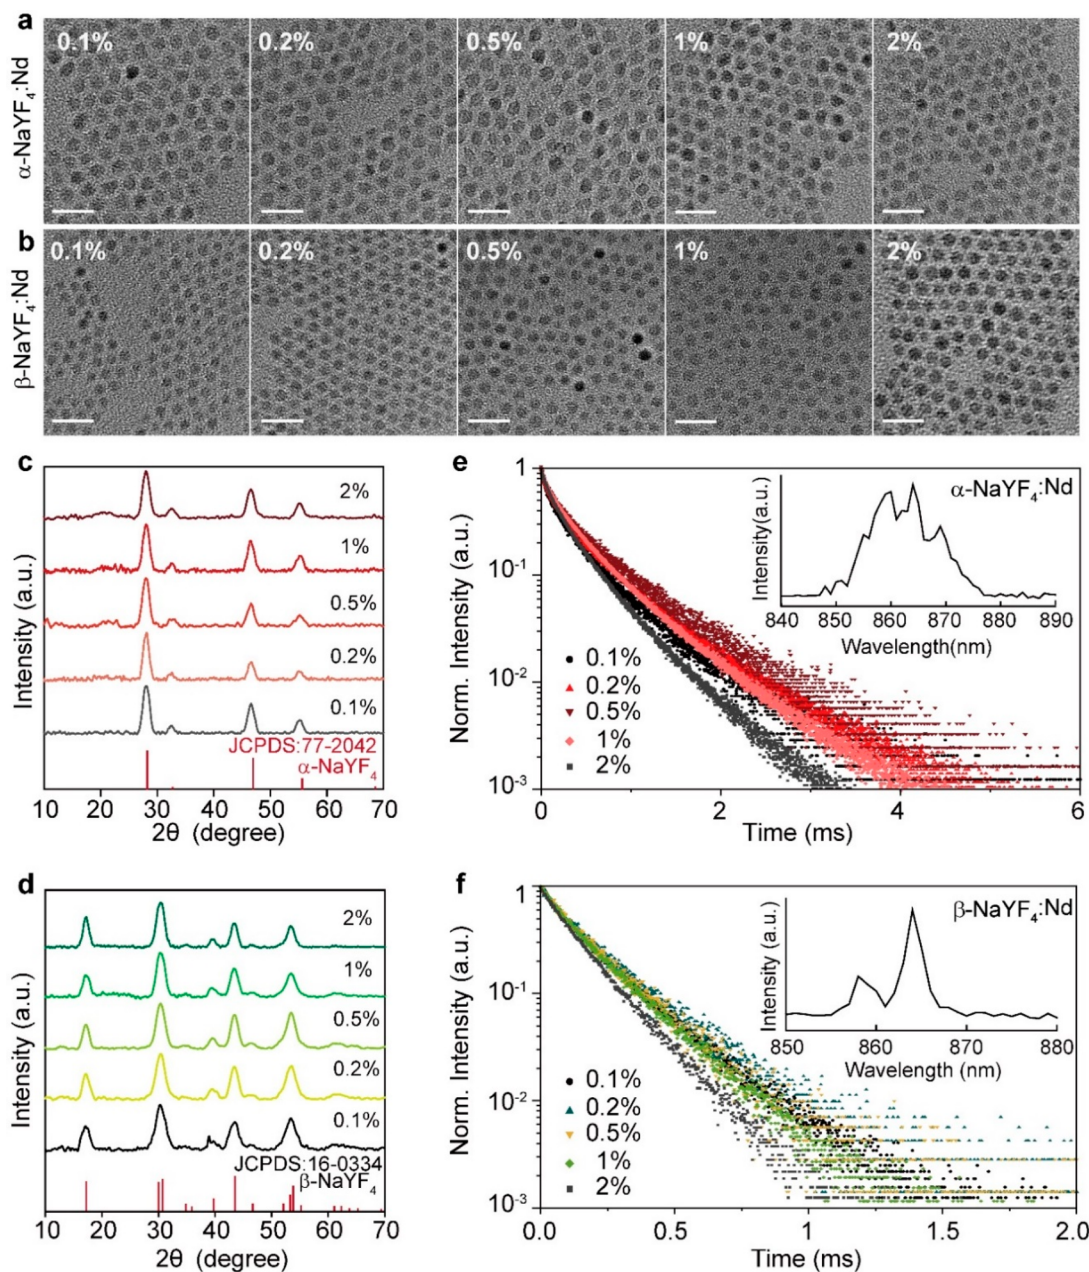 a
α-NaYF₄:Nd
0.1%
0.2%
0.5%
1%
2%
b
β-NaYF₄:Nd
0.1%
0.2%
0.5%
1%
2%
c
Intensity (a.u.)
2%
1%
0.5%
0.2%
0.1%
JCPDS:77-2042
α-NaYF₄
10 20 30 40 50 60 70
2θ (degree)
e
Norm. Intensity (a.u.)
1
10⁻¹
10⁻²
10⁻³
0.1%
0.2%
0.5%
1%
2%
0 2 4 6
Time (ms)
α-NaYF₄:Nd
Intensity(a.u.)
840 850 860 870 880 890
Wavelength(nm)
d
Intensity (a.u.)
2%
1%
0.5%
0.2%
0.1%
JCPDS:16-0334
β-NaYF₄
10 20 30 40 50 60 70
2θ (degree)
f
Norm. Intensity (a.u.)
1
10⁻¹
10⁻²
10⁻³
0.1%
0.2%
0.5%
1%
2%
0.0 0.5 1.0 1.5 2.0
Time (ms)
β-NaYF₄:Nd
Intensity (a.u.)
850 860 870 880
Wavelength (nm)